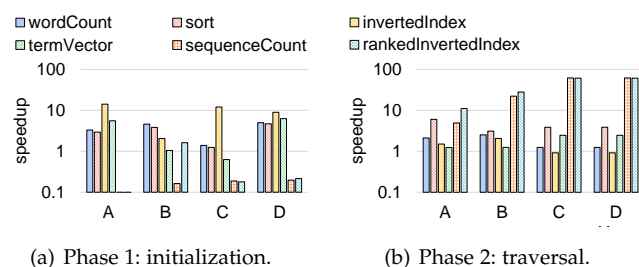 wordCount sort invertedIndex
termVector sequenceCount rankedInvertedIndex
speedup
100
10
1
0.1
A B C D
(a) Phase 1: initialization.
speedup
100
10
1
0.1
A B C D
(b) Phase 2: traversal.